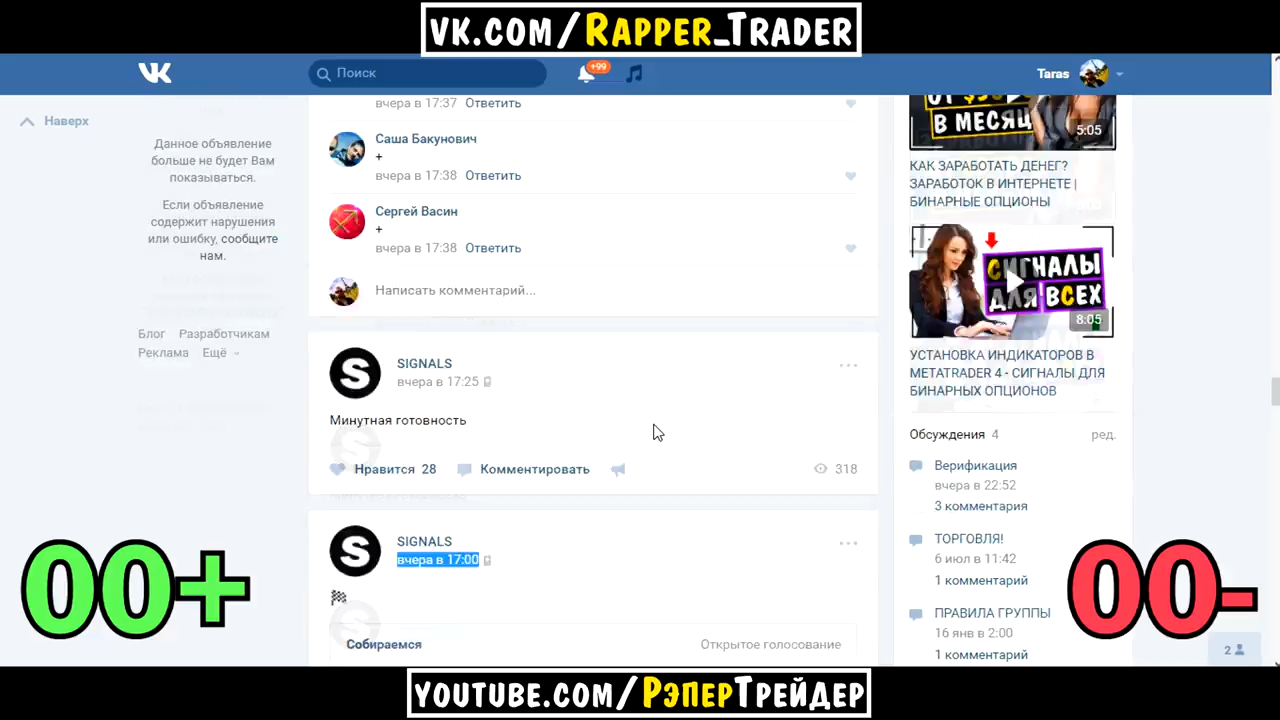 VK.COM/RAPPER_TRADER
Поиск
+99
Taras
Наверх
Данное объявление
больше не будет Вам
показываться.
Если объявление
содержит нарушения
или ошибку, сообщите
нам.
Блог Разработчикам
Реклама Ещё
вчера в 17:37 Ответить
Саша Бакунович
+
вчера в 17:38 Ответить
Сергей Васин
+
вчера в 17:38 Ответить
Написать комментарий...
S
SIGNALS
вчера в 17:25
Минутная готовность
Нравится 28 Комментировать 318
S
SIGNALS
вчера в 17:00
Собираемся Открытое голосование
В МЕСЯЦ
5:05
КАК ЗАРАБОТАТЬ ДЕНЕГ?
ЗАРАБОТОК В ИНТЕРНЕТЕ |
БИНАРНЫЕ ОПЦИОНЫ
СИГНАЛЫ
ДЛЯ ВСЕХ
8:05
УСТАНОВКА ИНДИКАТОРОВ В
METATRADER 4 - СИГНАЛЫ ДЛЯ
БИНАРНЫХ ОПЦИОНОВ
Обсуждения 4 ред.
Верификация
вчера в 22:52
3 комментария
ТОРГОВЛЯ!
6 июл в 11:42
1 комментарий
ПРАВИЛА ГРУППЫ
16 янв в 2:00
1 комментарий
2
00+
00-
YOUTUBE.COM/РЭПЕРТРЕЙДЕР